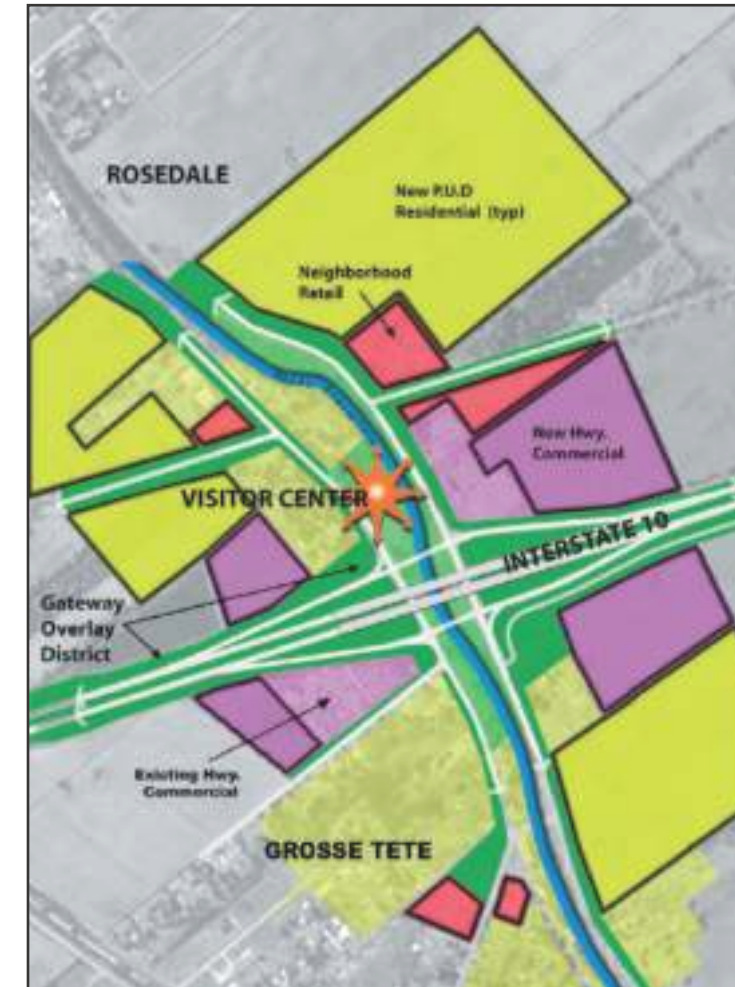 ROSEDALE
New P.U.D
Residential (typ)
Neighborhood
Retail
New Hwy.
Commercial
VISITOR CENTER
INTERSTATE 10
Gateway
Overlay
District
Existing Hwy.
Commercial
GROSSE TETE